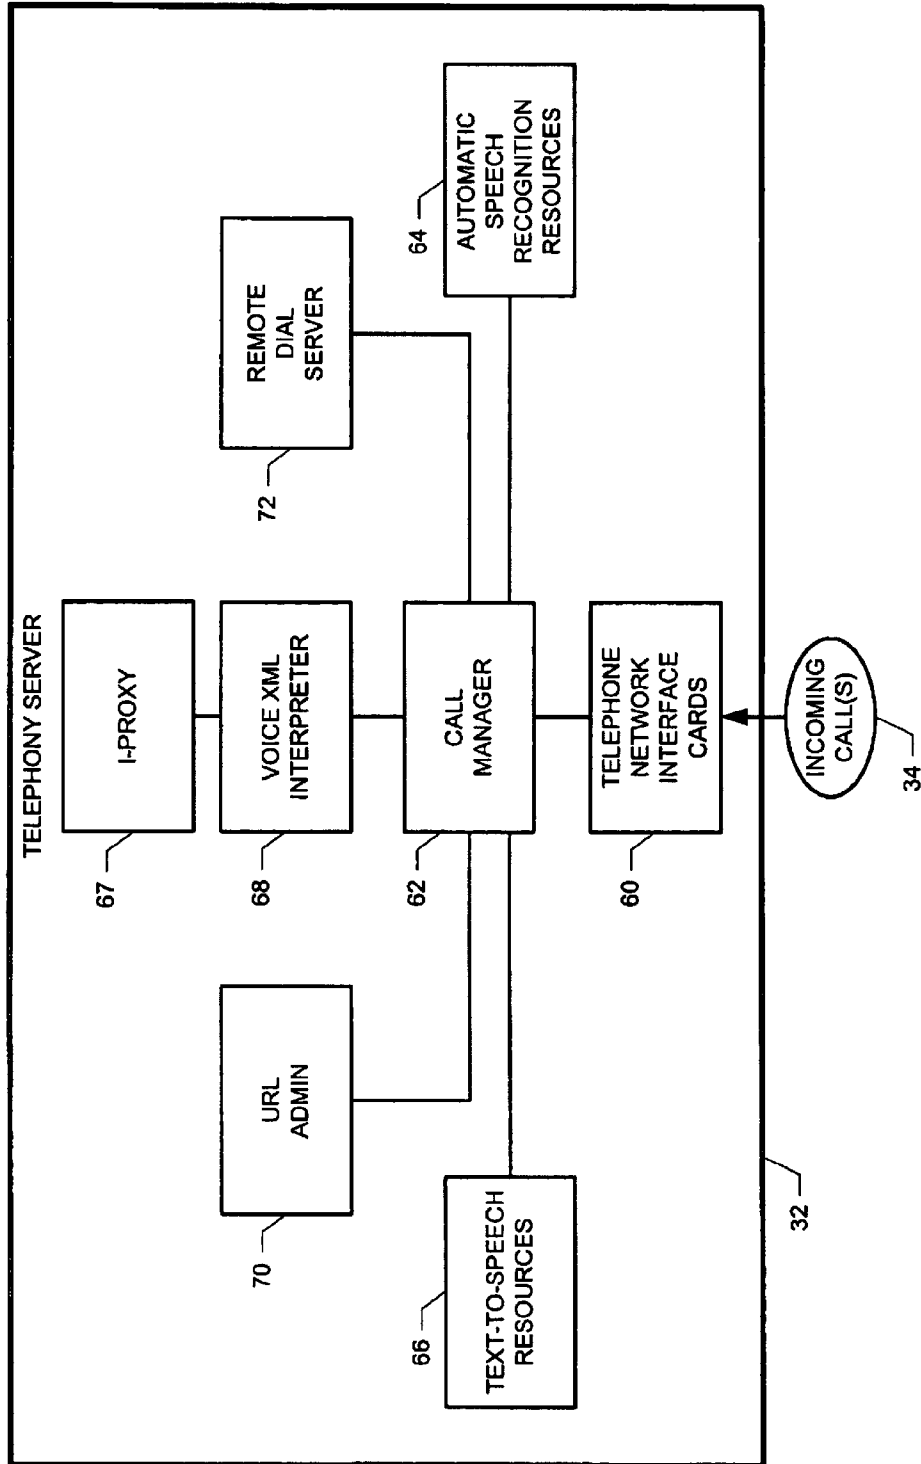 TELEPHONY SERVER
I-PROXY
67
VOICE XML
INTERPRETER
68
URL
ADMIN
70
REMOTE
DIAL
SERVER
72
CALL
MANAGER
62
TEXT-TO-SPEECH
RESOURCES
66
AUTOMATIC
SPEECH
RECOGNITION
RESOURCES
64
TELEPHONE
NETWORK
INTERFACE
CARDS
60
32
INCOMING
CALL(S)
34